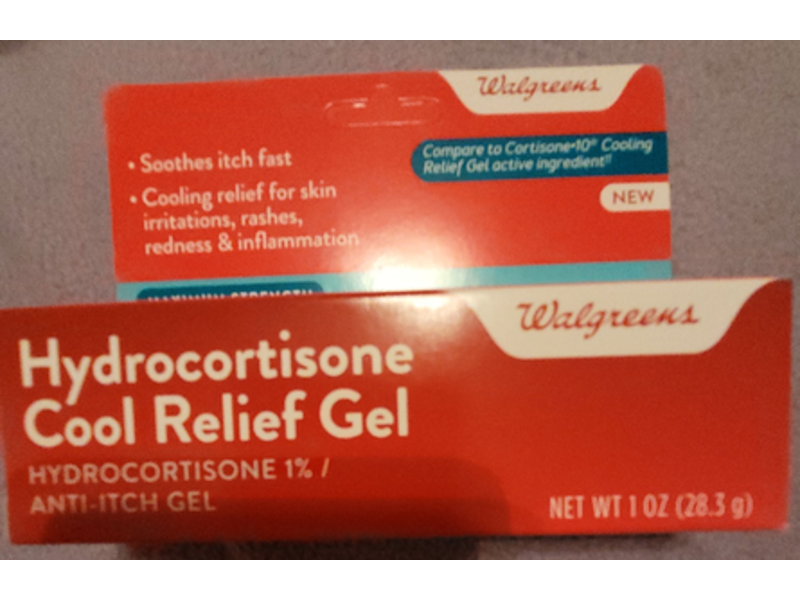 Walgreens
• Soothes itch fast
• Cooling relief for skin
irritations, rashes,
redness & inflammation
Compare to Cortisone•10® Cooling
Relief Gel active ingredient††
NEW
MAXIMUM STRENGTH
Walgreens
Hydrocortisone
Cool Relief Gel
HYDROCORTISONE 1% /
ANTI-ITCH GEL
NET WT 1 OZ (28.3 g)